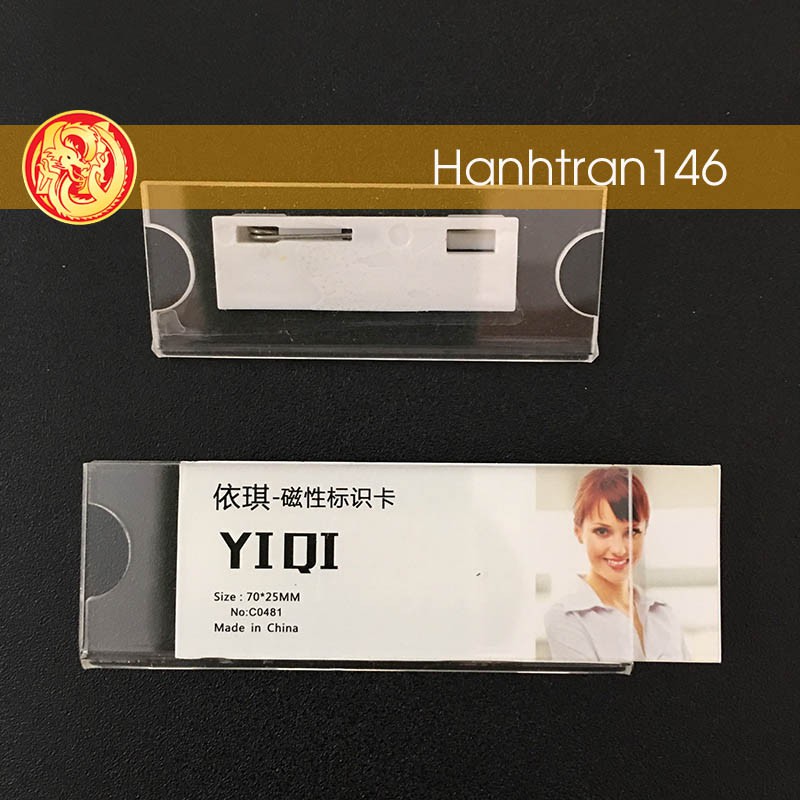 Hanhtran146
依琪-磁性标识卡
YIQI
Size : 70*25MM
No:C0481
Made in China